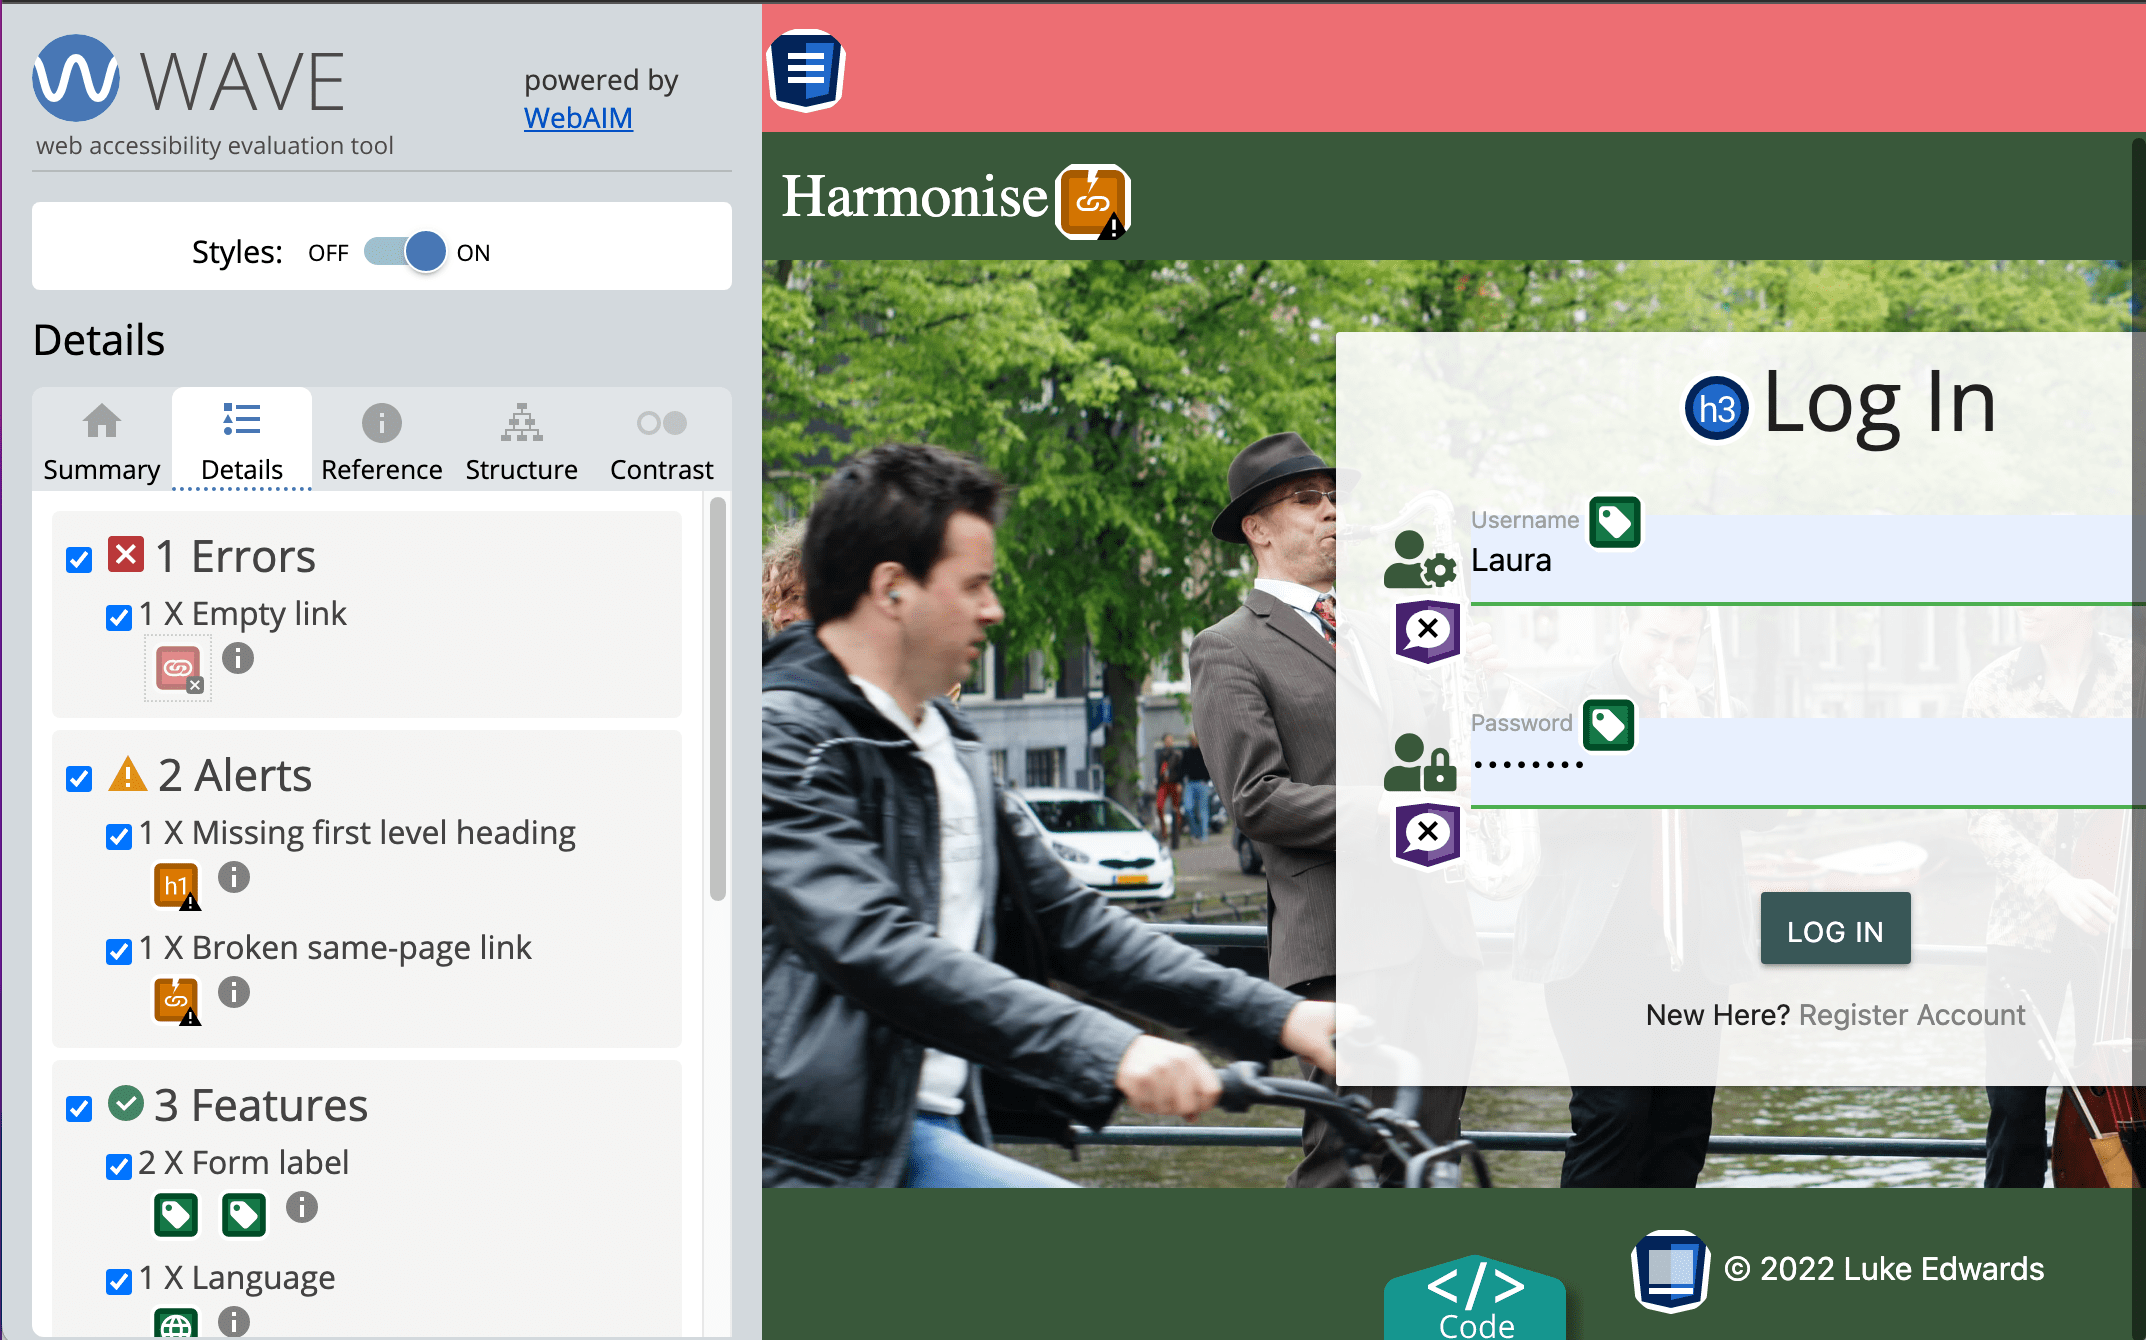 WAVE
powered by
WebAIM
web accessibility evaluation tool
Styles: OFF ON
Details
Summary Details Reference Structure Contrast
1 Errors
1 X Empty link
2 Alerts
1 X Missing first level heading
h1
1 X Broken same-page link
3 Features
2 X Form label
1 X Language
Harmonise
h3 Log In
Username
Laura
Password
LOG IN
New Here? Register Account
© 2022 Luke Edwards
</>
Code